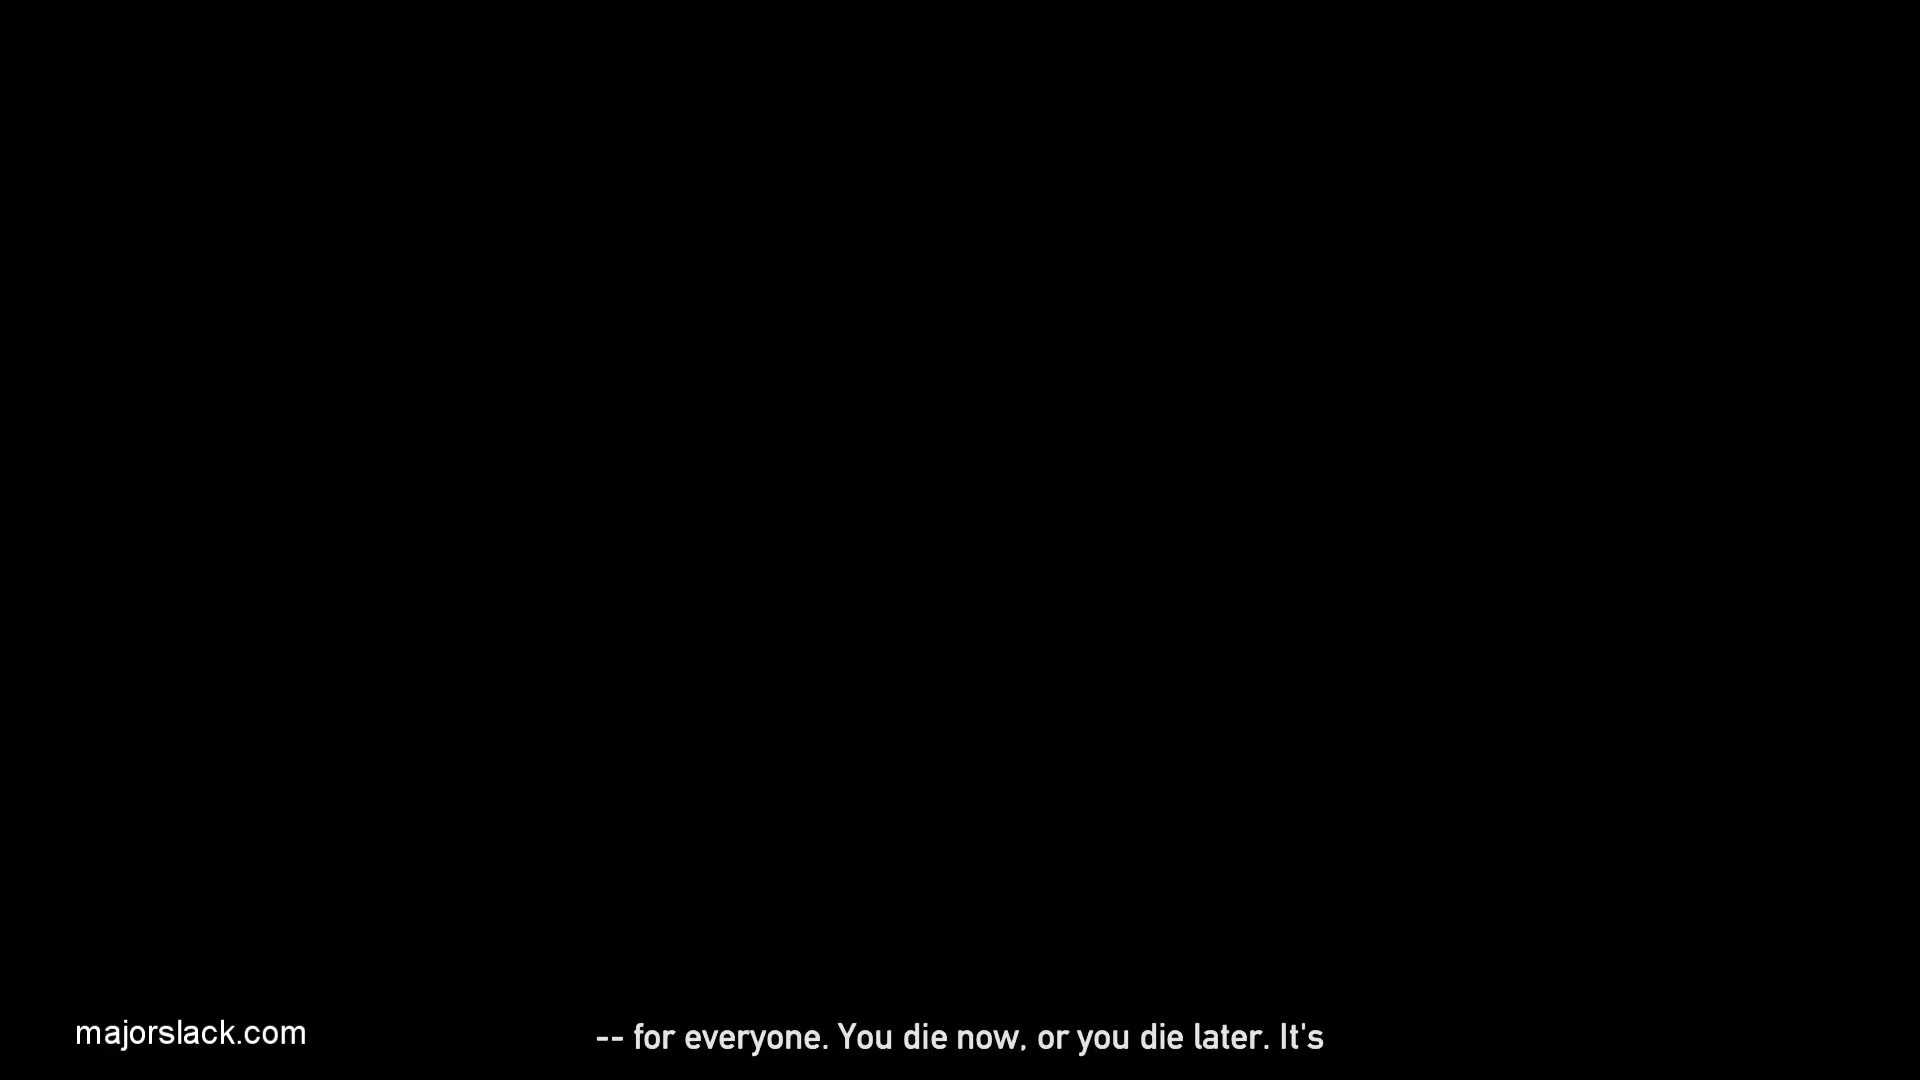 majorslack.com
-- for everyone. You die now, or you die later. It's